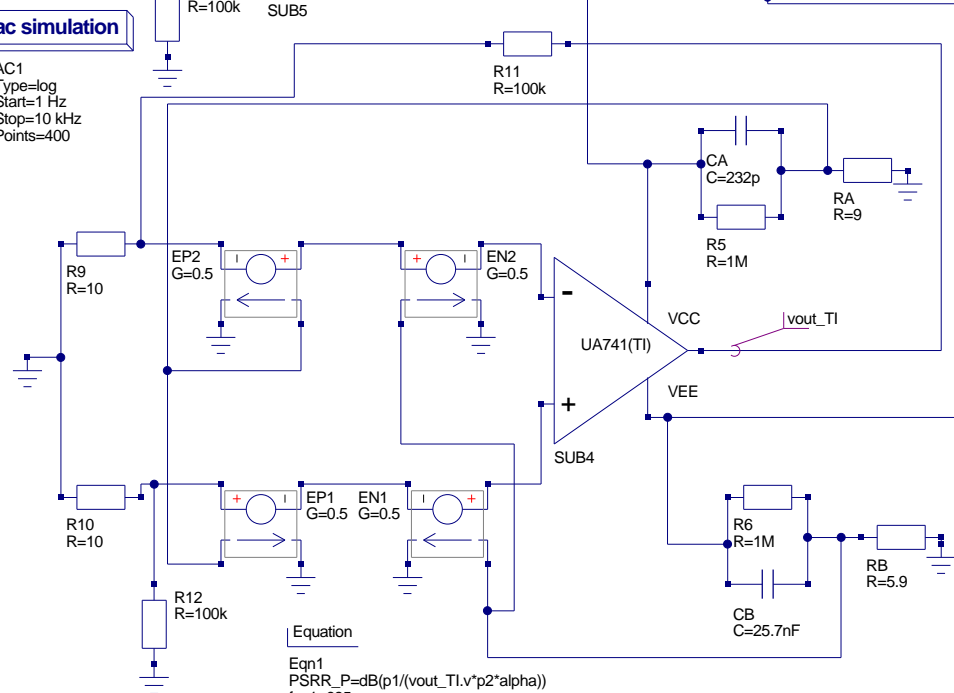 R=100k
SUB5
ac simulation
AC1
Type=log
Start=1 Hz
Stop=10 kHz
Points=400
R11
R=100k
CA
C=232p
RA
R=9
R5
R=1M
R9
R=10
EP2
G=0.5
EN2
G=0.5
VCC
UA741(TI)
vout_TI
VEE
SUB4
R10
R=10
EP1
G=0.5
EN1
G=0.5
R6
R=1M
RB
R=5.9
CB
C=25.7nF
R12
R=100k
Equation
Eqn1
PSRR_P=dB(p1/(vout_TI.v*p2*alpha))